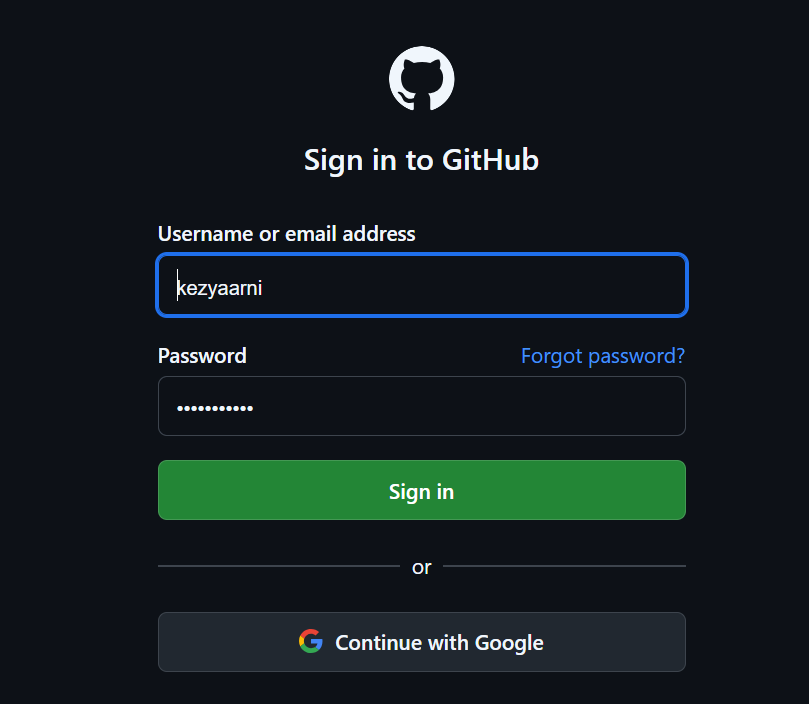 Sign in to GitHub
Username or email address
kezyaarni
Password Forgot password?
•••••••••••
Sign in
or
Continue with Google